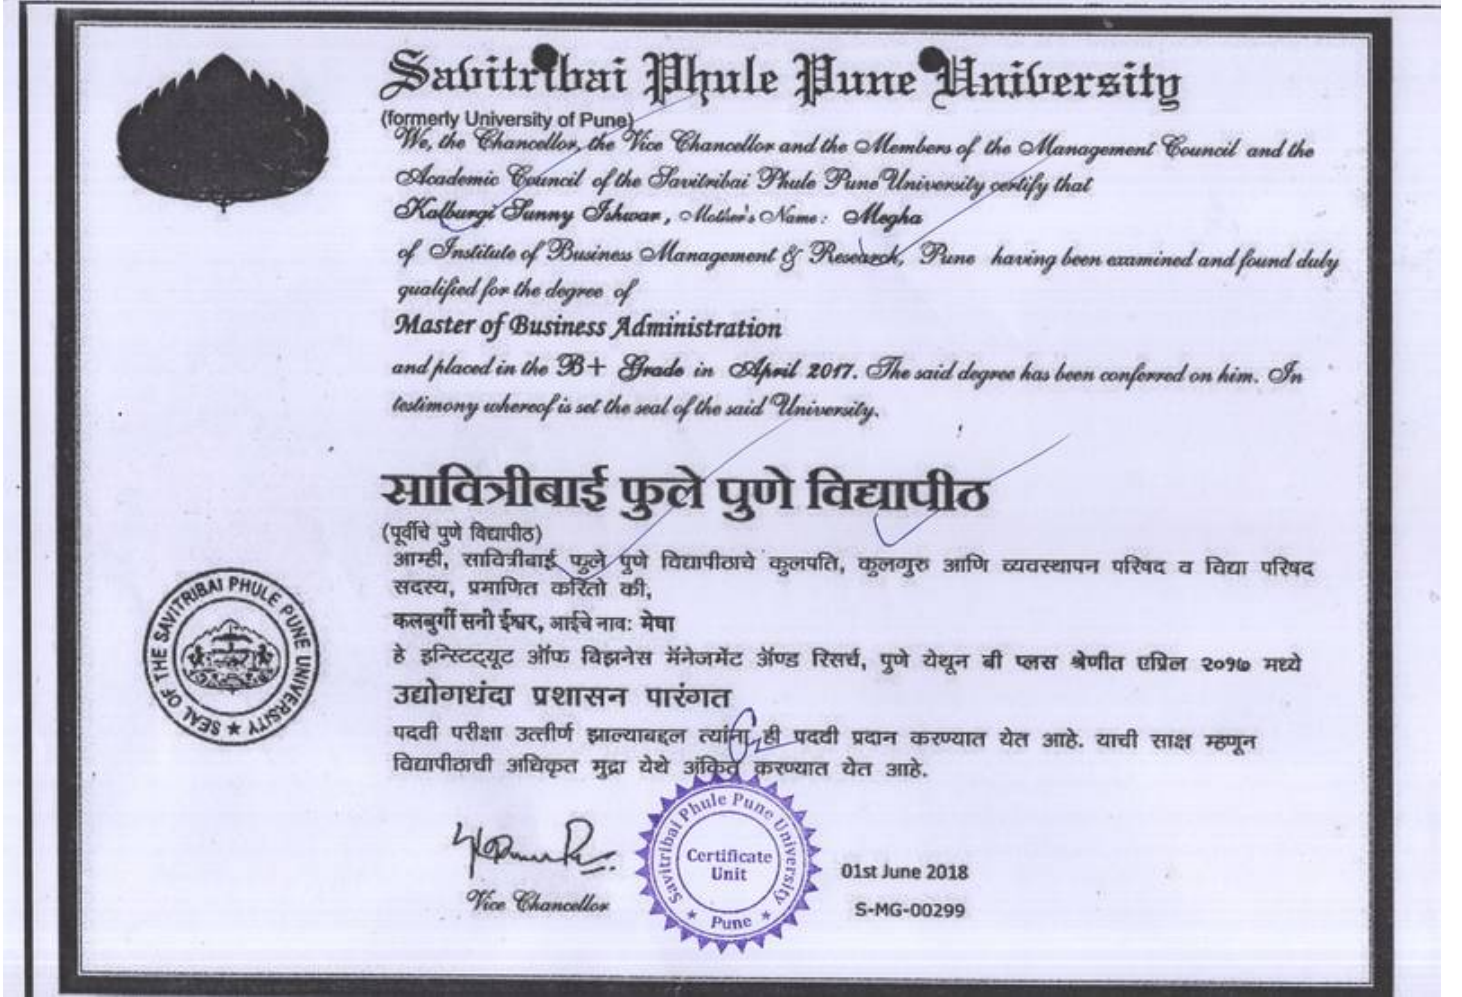 Savitribai Phule Pune University
(formerly University of Pune)
We, the Chancellor, the Vice Chancellor and the Members of the Management Council and the
Academic Council of the Savitribai Phule Pune University certify that
Kalburgi Sunny Ishwar, Mother's Name: Megha
of Institute of Business Management & Research, Pune having been examined and found duly
qualified for the degree of
Master of Business Administration
and placed in the B+ Grade in April 2017. The said degree has been conferred on him. In
testimony whereof is set the seal of the said University.
सावित्रीबाई फुले पुणे विद्यापीठ
(पूर्वीचे पुणे विद्यापीठ)
आम्ही, सावित्रीबाई फुले पुणे विद्यापीठाचे कुलपति, कुलगुरु आणि व्यवस्थापन परिषद व विद्या परिषद
सदस्य, प्रमाणित करितो की,
कलबुर्गी सनी ईश्वर, आईचे नाव: मेघा
हे इन्स्टिट्यूट ऑफ बिझनेस मॅनेजमेंट ॲण्ड रिसर्च, पुणे येथून बी प्लस श्रेणीत एप्रिल २०१७ मध्ये
उद्योगधंदा प्रशासन पारंगत
पदवी परीक्षा उत्तीर्ण झाल्याबद्दल त्यांना ही पदवी प्रदान करण्यात येत आहे. याची साक्ष म्हणून
विद्यापीठाची अधिकृत मुद्रा येथे अंकित करण्यात येत आहे.
THE SAVITRIBAI PHULE PUNE UNIVERSITY
SEAL OF
Savitribai Phule Pune University
Certificate
Unit
Pune
Vice Chancellor
01st June 2018
S-MG-00299